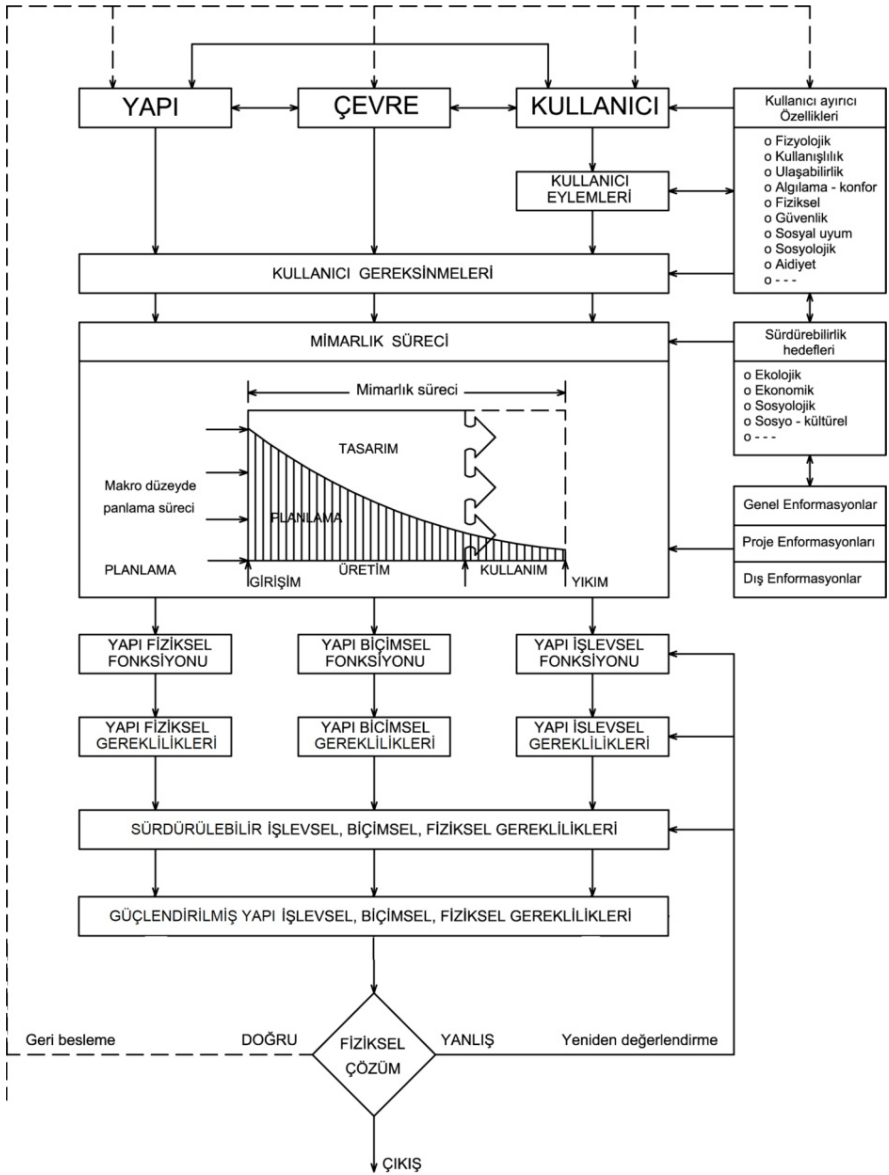 YAPI
ÇEVRE
KULLANICI
Kullanıcı ayırıcı
Özellikleri
o Fizyolojik
o Kullanışlılık
o Ulaşabilirlik
o Algılama - konfor
o Fiziksel
o Güvenlik
o Sosyal uyum
o Sosyolojik
o Aidiyet
o - - -
KULLANICI
EYLEMLERİ
KULLANICI GEREKSİNMELERİ
MİMARLIK SÜRECİ
Sürdürebilirlik
hedefleri
o Ekolojik
o Ekonomik
o Sosyolojik
o Sosyo - kültürel
o - - -
Mimarlık süreci
TASARIM
Makro düzeyde
panlama süreci
PLANLAMA
PLANLAMA
GİRİŞİM
ÜRETİM
KULLANIM
YIKIM
Genel Enformasyonlar
Proje Enformasyonları
Dış Enformasyonlar
YAPI FİZİKSEL
FONKSİYONU
YAPI BİÇİMSEL
FONKSİYONU
YAPI İŞLEVSEL
FONKSİYONU
YAPI FİZİKSEL
GEREKLİLİKLERİ
YAPI BİCİMSEL
GEREKLİLİKLERİ
YAPI İŞLEVSEL
GEREKLİLİKLERİ
SÜRDÜRÜLEBİLİR İŞLEVSEL, BİÇİMSEL, FİZİKSEL GEREKLİLİKLERİ
GÜÇLENDİRİLMİŞ YAPI İŞLEVSEL, BİÇİMSEL, FİZİKSEL GEREKLİLİKLERİ
Geri besleme
DOĞRU
FİZİKSEL
ÇÖZÜM
YANLIŞ
Yeniden değerlendirme
ÇIKIŞ